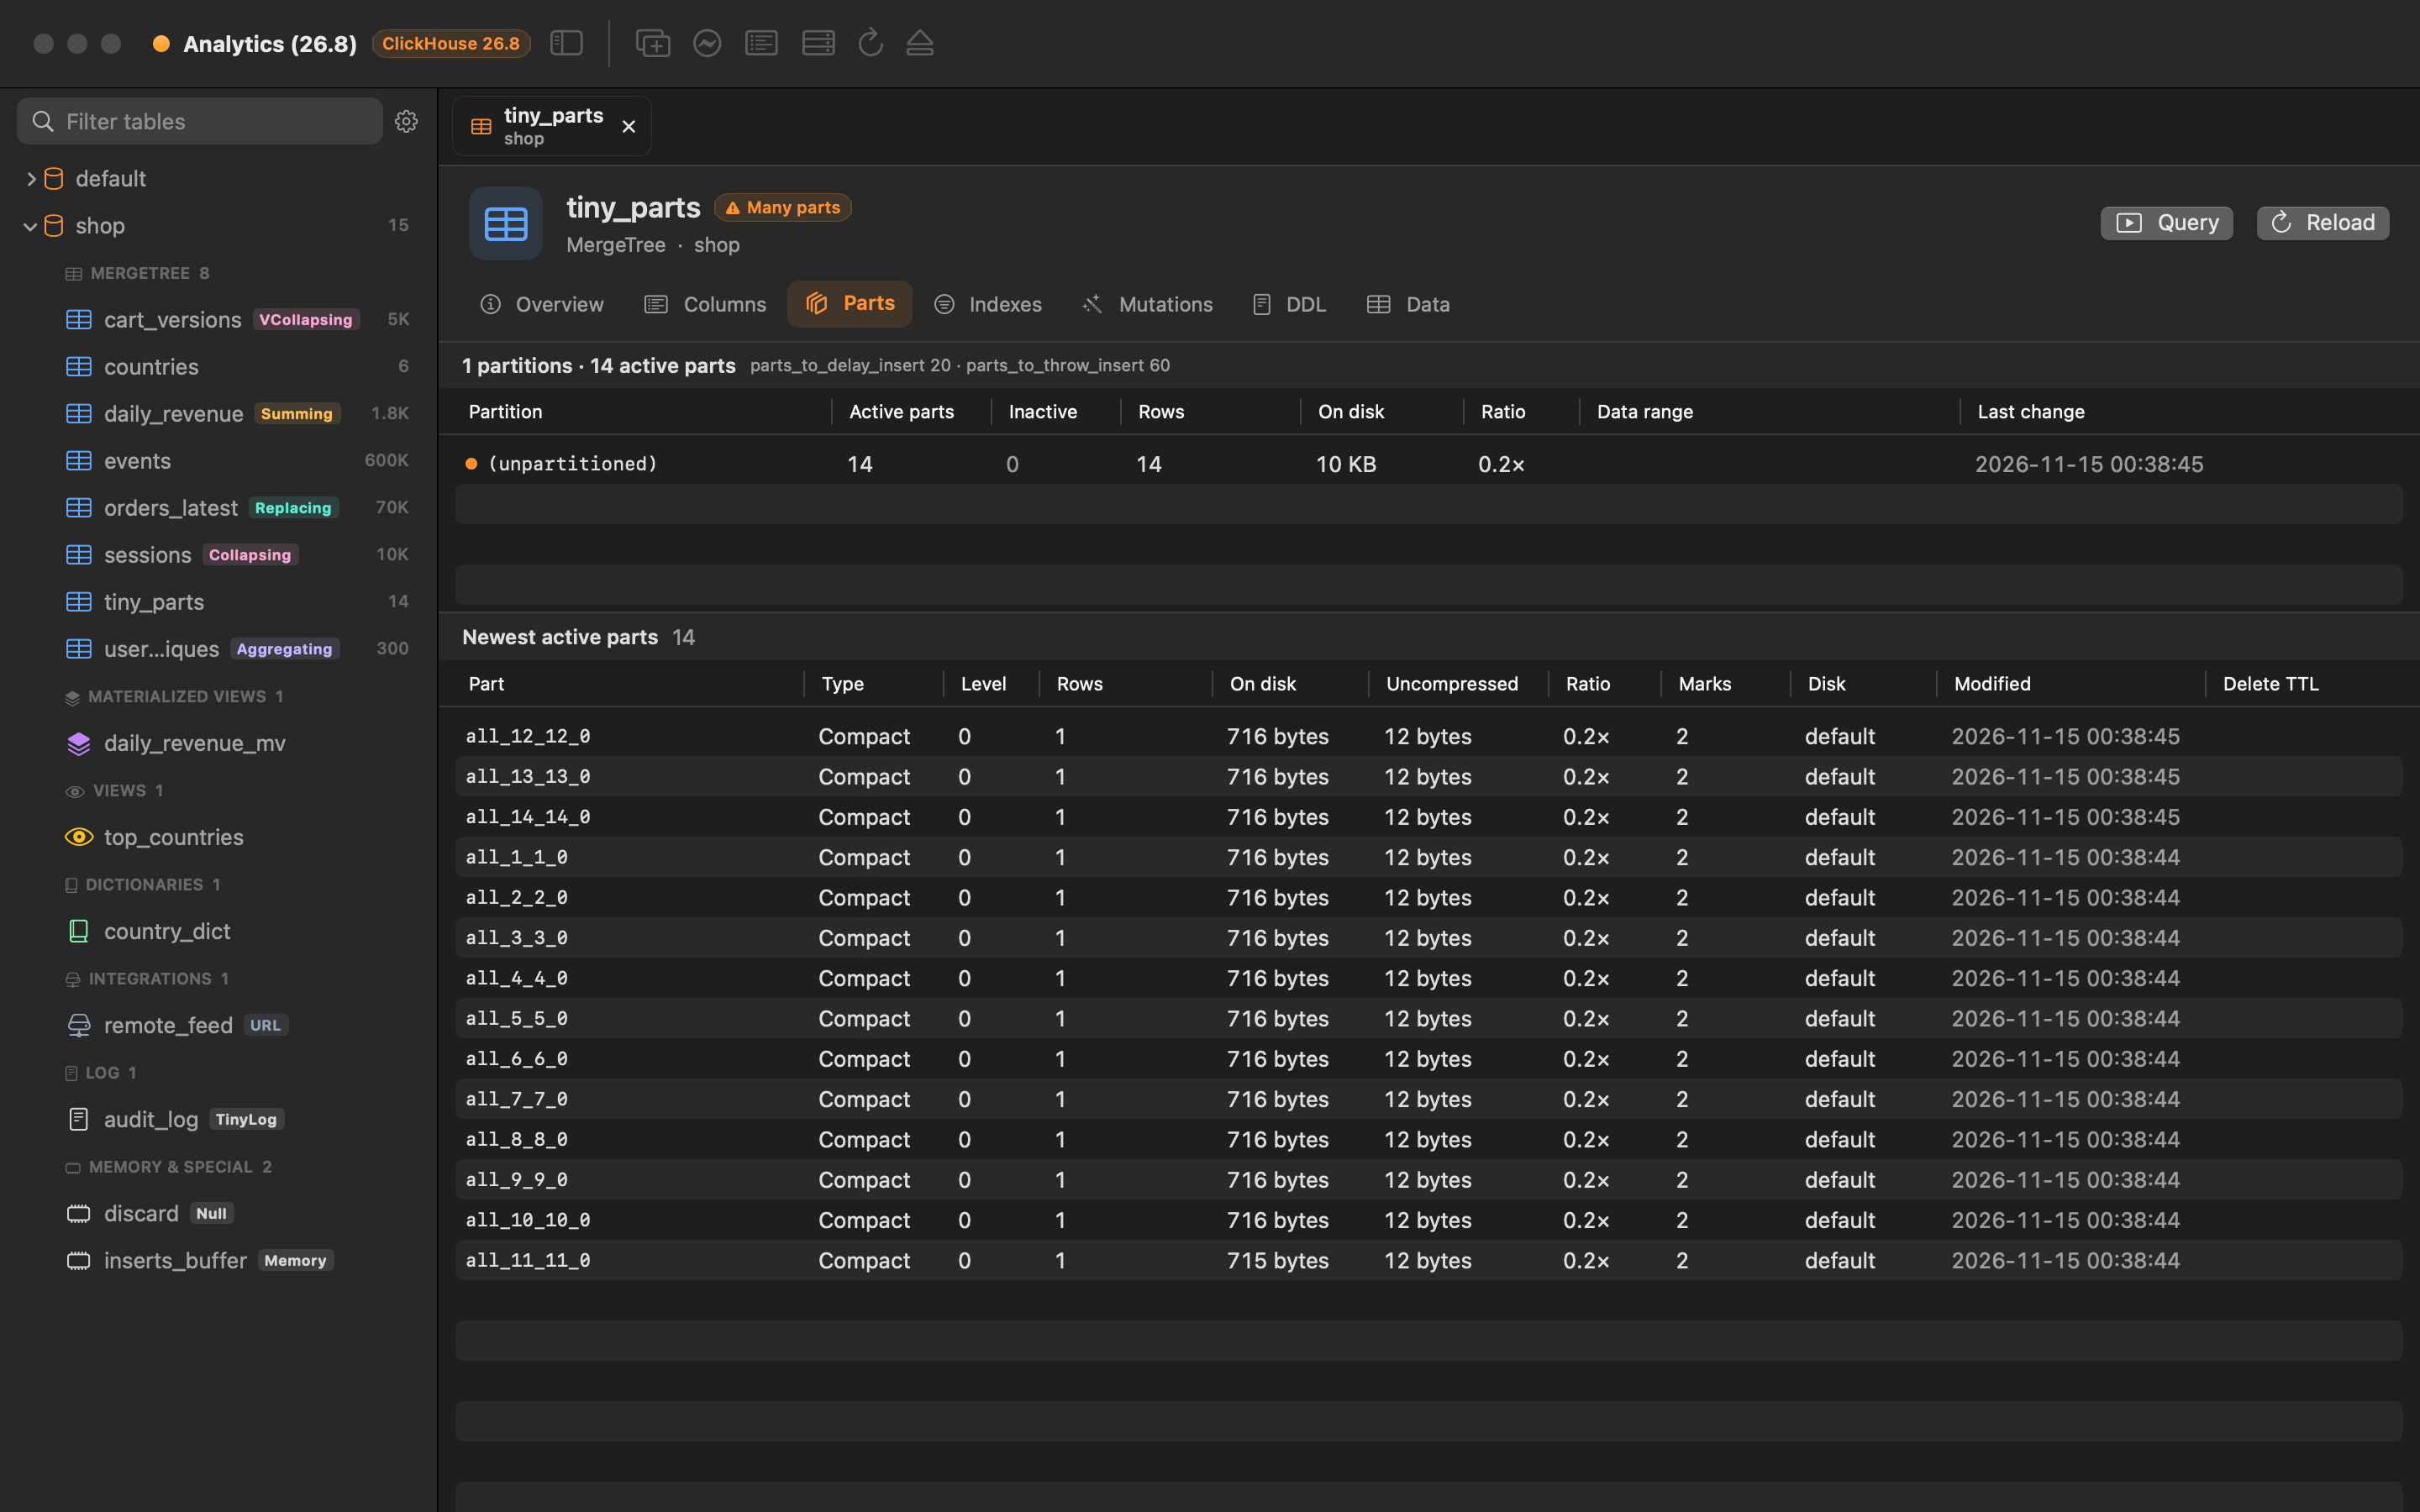 Analytics (26.8) ClickHouse 26.8
Filter tables
default
shop 15
MERGETREE 8
cart_versions VCollapsing 5K
countries 6
daily_revenue Summing 1.8K
events 600K
orders_latest Replacing 70K
sessions Collapsing 10K
tiny_parts 14
user...iques Aggregating 300
MATERIALIZED VIEWS 1
daily_revenue_mv
VIEWS 1
top_countries
DICTIONARIES 1
country_dict
INTEGRATIONS 1
remote_feed URL
LOG 1
audit_log TinyLog
MEMORY & SPECIAL 2
discard Null
inserts_buffer Memory
tiny_parts
shop
tiny_parts Many parts
MergeTree · shop
Query Reload
Overview Columns Parts Indexes Mutations DDL Data
1 partitions · 14 active parts parts_to_delay_insert 20 · parts_to_throw_insert 60
Partition Active parts Inactive Rows On disk Ratio Data range Last change
(unpartitioned) 14 0 14 10 KB 0.2× 2026-11-15 00:38:45
Newest active parts 14
Part Type Level Rows On disk Uncompressed Ratio Marks Disk Modified Delete TTL
all_12_12_0 Compact 0 1 716 bytes 12 bytes 0.2× 2 default 2026-11-15 00:38:45
all_13_13_0 Compact 0 1 716 bytes 12 bytes 0.2× 2 default 2026-11-15 00:38:45
all_14_14_0 Compact 0 1 716 bytes 12 bytes 0.2× 2 default 2026-11-15 00:38:45
all_1_1_0 Compact 0 1 716 bytes 12 bytes 0.2× 2 default 2026-11-15 00:38:44
all_2_2_0 Compact 0 1 716 bytes 12 bytes 0.2× 2 default 2026-11-15 00:38:44
all_3_3_0 Compact 0 1 716 bytes 12 bytes 0.2× 2 default 2026-11-15 00:38:44
all_4_4_0 Compact 0 1 716 bytes 12 bytes 0.2× 2 default 2026-11-15 00:38:44
all_5_5_0 Compact 0 1 716 bytes 12 bytes 0.2× 2 default 2026-11-15 00:38:44
all_6_6_0 Compact 0 1 716 bytes 12 bytes 0.2× 2 default 2026-11-15 00:38:44
all_7_7_0 Compact 0 1 716 bytes 12 bytes 0.2× 2 default 2026-11-15 00:38:44
all_8_8_0 Compact 0 1 716 bytes 12 bytes 0.2× 2 default 2026-11-15 00:38:44
all_9_9_0 Compact 0 1 716 bytes 12 bytes 0.2× 2 default 2026-11-15 00:38:44
all_10_10_0 Compact 0 1 716 bytes 12 bytes 0.2× 2 default 2026-11-15 00:38:44
all_11_11_0 Compact 0 1 715 bytes 12 bytes 0.2× 2 default 2026-11-15 00:38:44